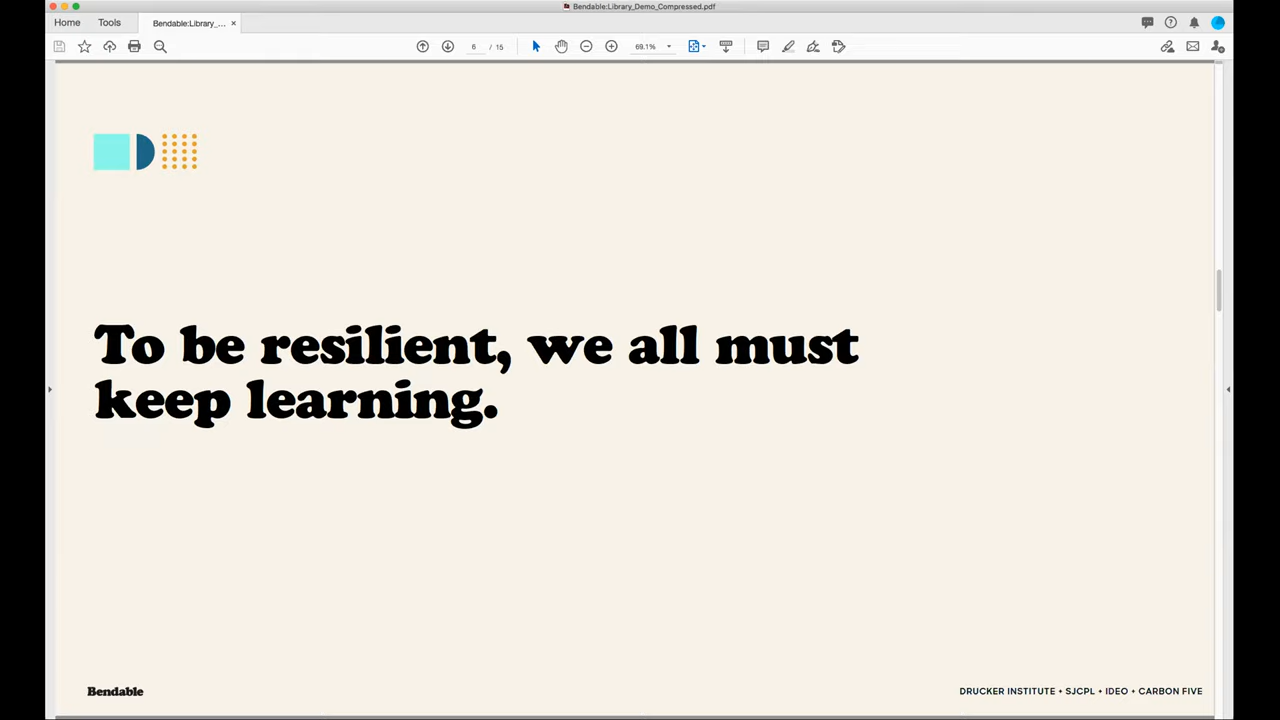 Bendable:Library_Demo_Compressed.pdf
Home Tools Bendable:Library_... ×
6 / 15 69.1%
To be resilient, we all must
keep learning.
Bendable DRUCKER INSTITUTE + SJCPL + IDEO + CARBON FIVE